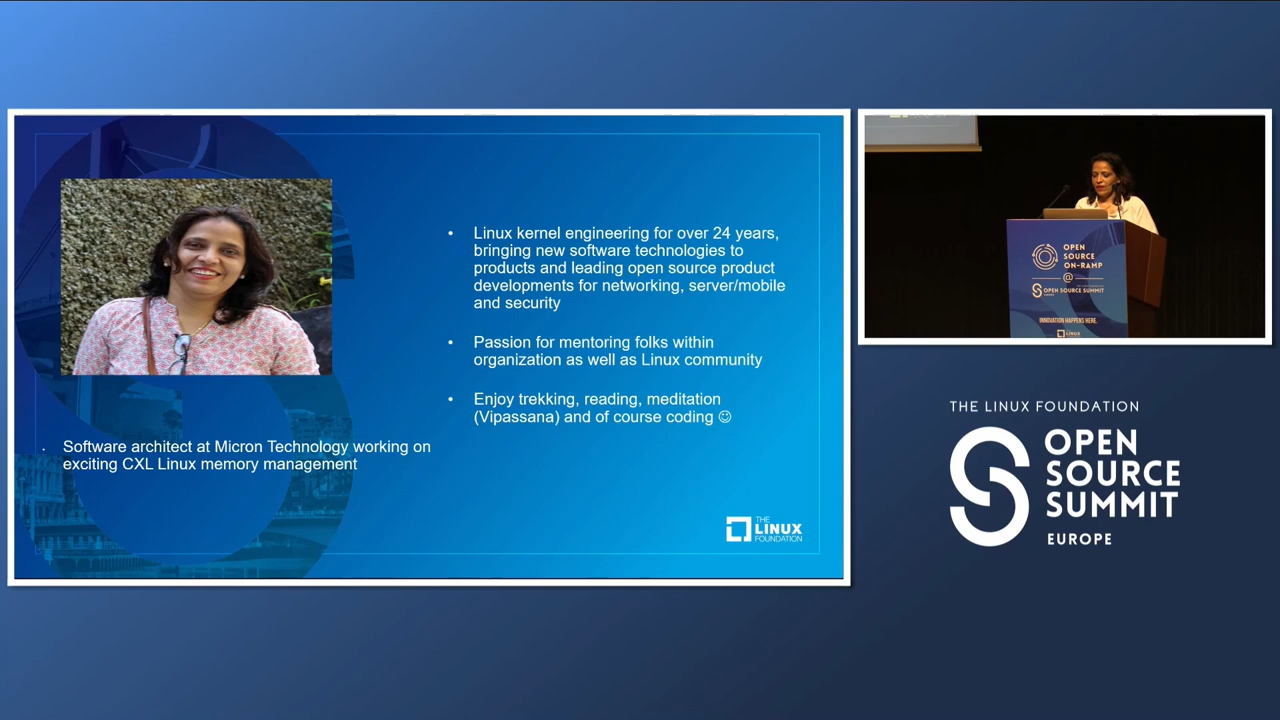 Software architect at Micron Technology working on
exciting CXL Linux memory management
• Linux kernel engineering for over 24 years,
bringing new software technologies to
products and leading open source product
developments for networking, server/mobile
and security
• Passion for mentoring folks within
organization as well as Linux community
• Enjoy trekking, reading, meditation
(Vipassana) and of course coding ☺
THE
LINUX
FOUNDATION
OPEN
SOURCE
ON-RAMP
@
OPEN SOURCE SUMMIT
INNOVATION HAPPENS HERE.
LINUX
THE LINUX FOUNDATION
OPEN
SOURCE
SUMMIT
EUROPE